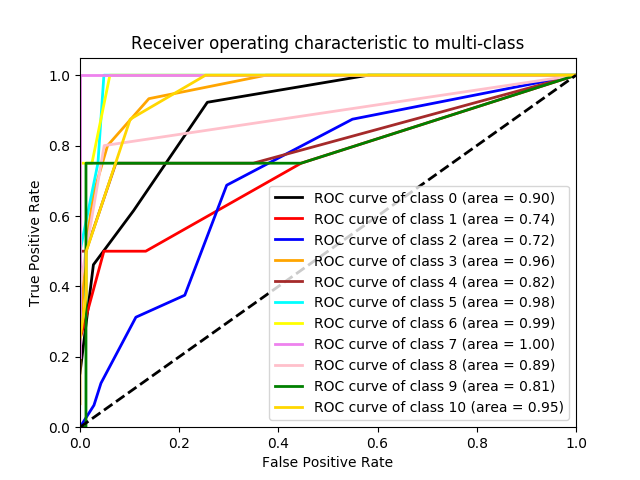 Receiver operating characteristic to multi-class
True Positive Rate
1.0
0.8
0.6
0.4
0.2
0.0
ROC curve of class 0 (area = 0.90)
ROC curve of class 1 (area = 0.74)
ROC curve of class 2 (area = 0.72)
ROC curve of class 3 (area = 0.96)
ROC curve of class 4 (area = 0.82)
ROC curve of class 5 (area = 0.98)
ROC curve of class 6 (area = 0.99)
ROC curve of class 7 (area = 1.00)
ROC curve of class 8 (area = 0.89)
ROC curve of class 9 (area = 0.81)
ROC curve of class 10 (area = 0.95)
0.0 0.2 0.4 0.6 0.8 1.0
False Positive Rate